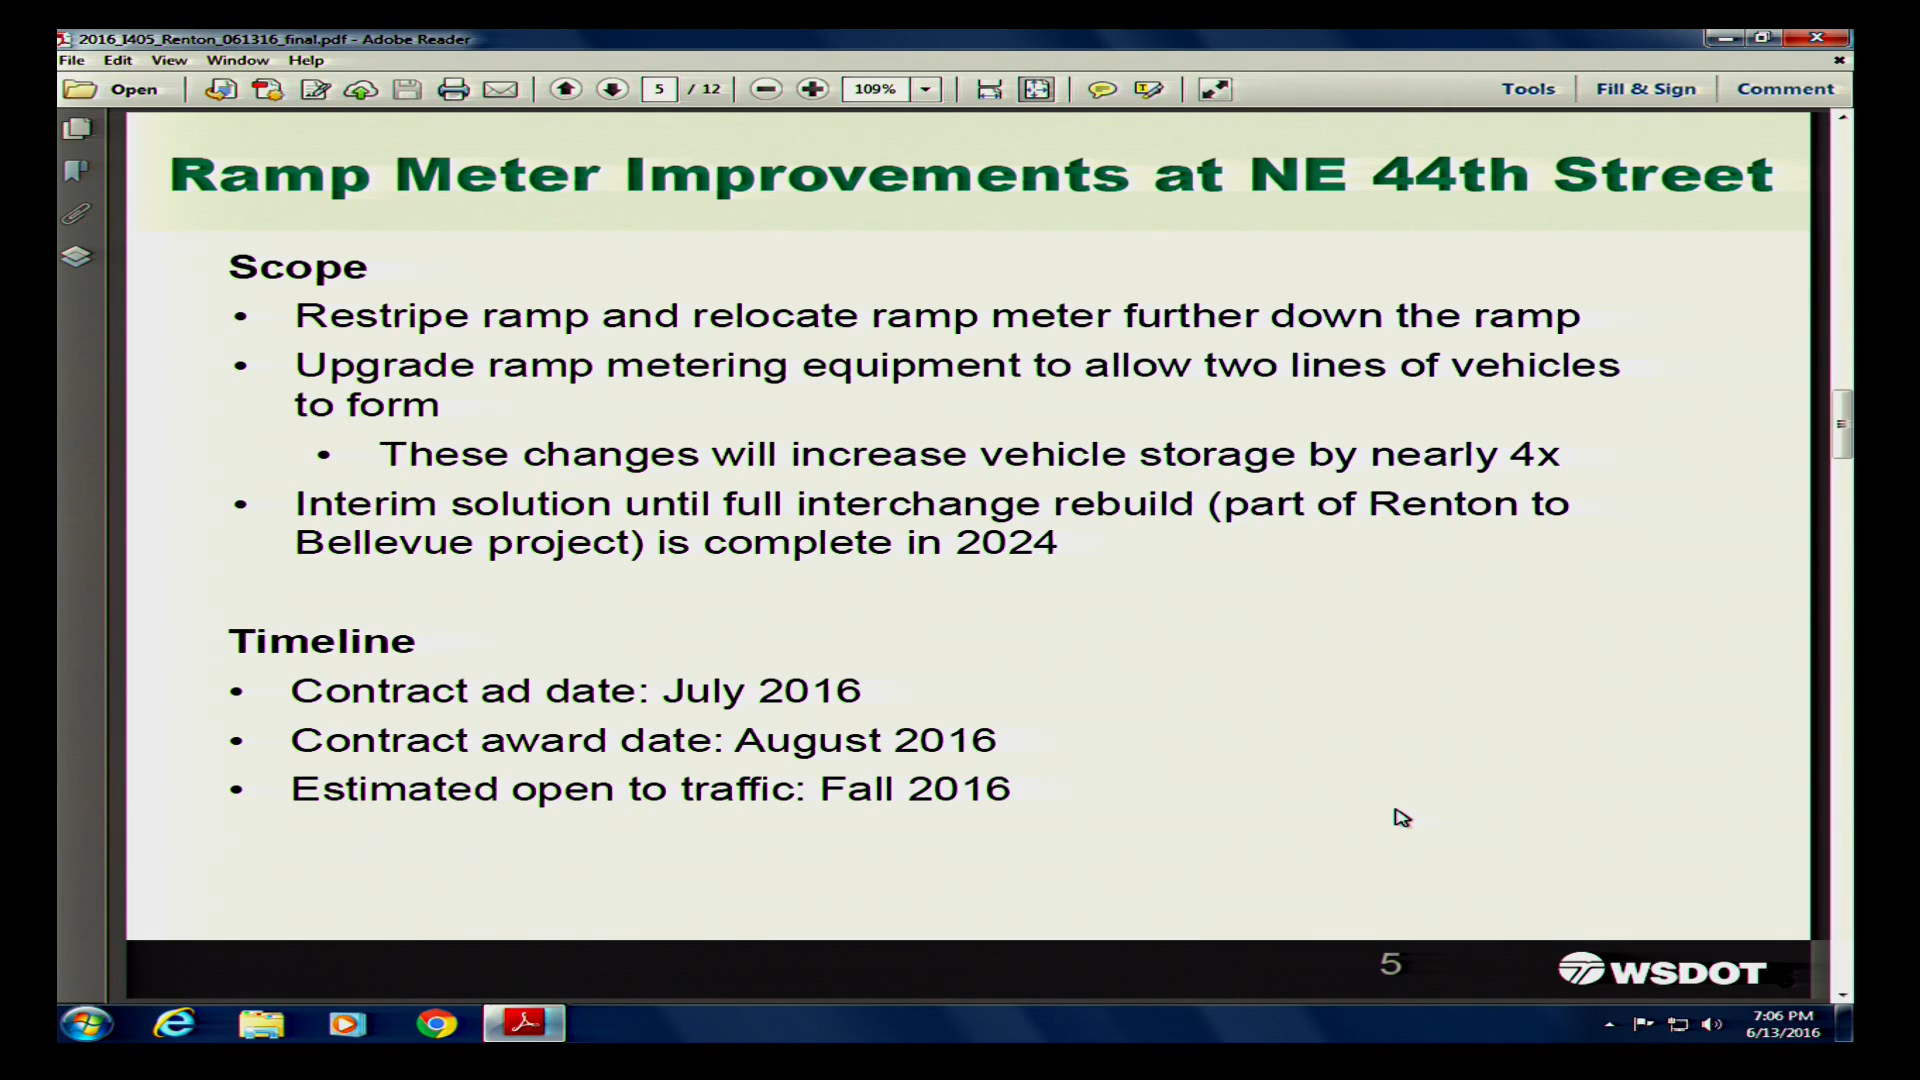 2016_I405_Renton_061316_final.pdf - Adobe Reader
File Edit View Window Help
Open 5 / 12 109% Tools Fill & Sign Comment
Ramp Meter Improvements at NE 44th Street
Scope
• Restripe ramp and relocate ramp meter further down the ramp
• Upgrade ramp metering equipment to allow two lines of vehicles
to form
• These changes will increase vehicle storage by nearly 4x
• Interim solution until full interchange rebuild (part of Renton to
Bellevue project) is complete in 2024
Timeline
• Contract ad date: July 2016
• Contract award date: August 2016
• Estimated open to traffic: Fall 2016
5 WSDOT
7:06 PM
6/13/2016